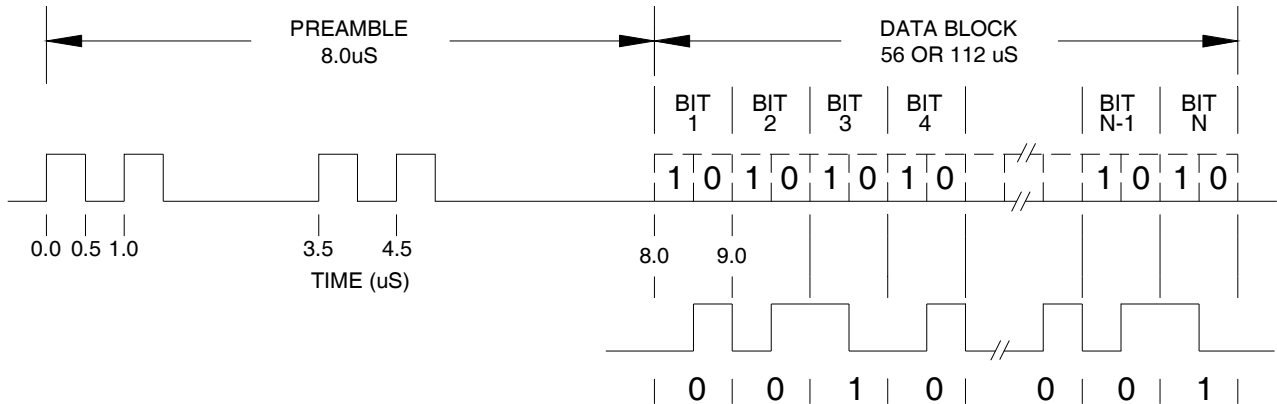 PREAMBLE
8.0uS
DATA BLOCK
56 OR 112 uS
BIT BIT BIT BIT BIT BIT
1 2 3 4 N-1 N
1 0 1 0 1 0 1 0 1 0 1 0
0.0 0.5 1.0 3.5 4.5 8.0 9.0
TIME (uS)
0 0 1 0 0 0 1